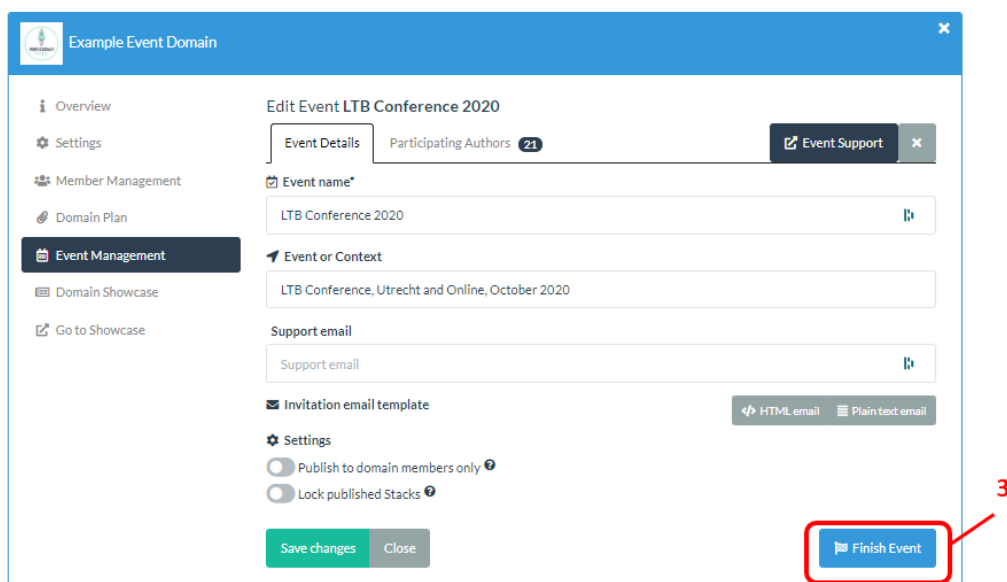 Example Event Domain
Overview
Settings
Member Management
Domain Plan
Event Management
Domain Showcase
Go to Showcase
Edit Event LTB Conference 2020
Event Details
Participating Authors 21
Event Support
Event name*
LTB Conference 2020
Event or Context
LTB Conference, Utrecht and Online, October 2020
Support email
Support email
Invitation email template
HTML email
Plain text email
Settings
Publish to domain members only
Lock published Stacks
Save changes
Close
Finish Event
3